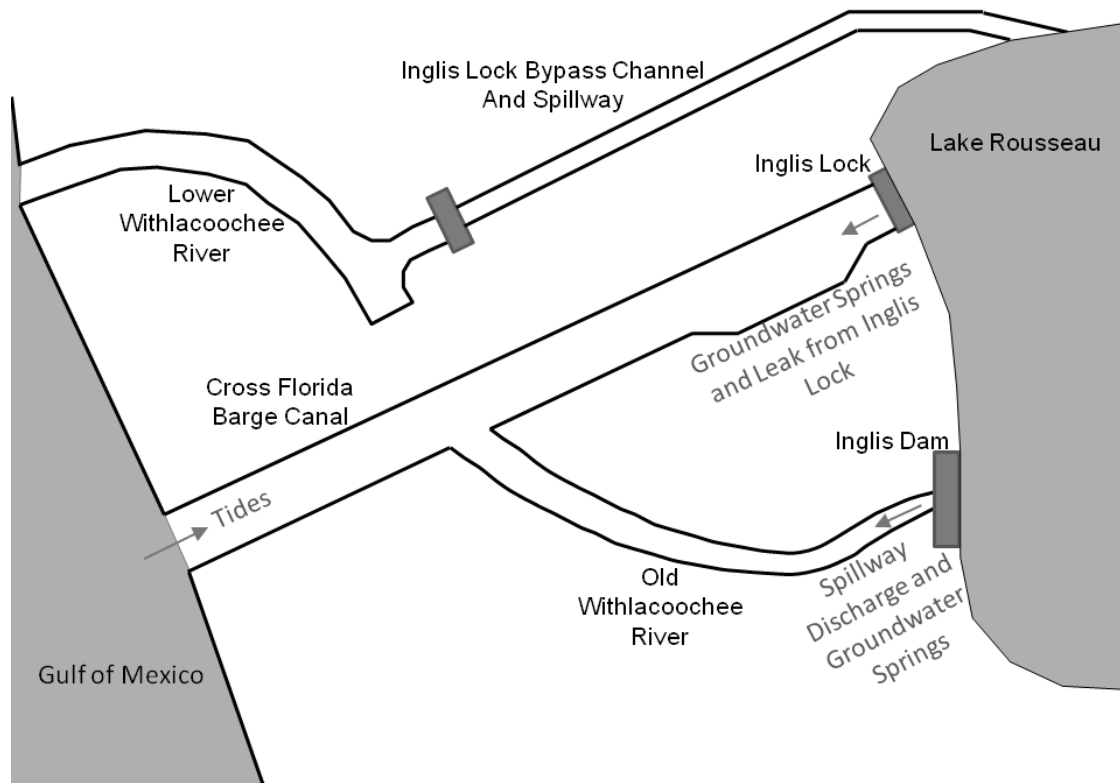 Inglis Lock Bypass Channel
And Spillway
Lake Rousseau
Inglis Lock
Lower
Withlacoochee
River
Groundwater Springs
and Leak from Inglis
Lock
Cross Florida
Barge Canal
Inglis Dam
Tides
Old
Withlacoochee
River
Spillway
Discharge and
Groundwater
Springs
Gulf of Mexico